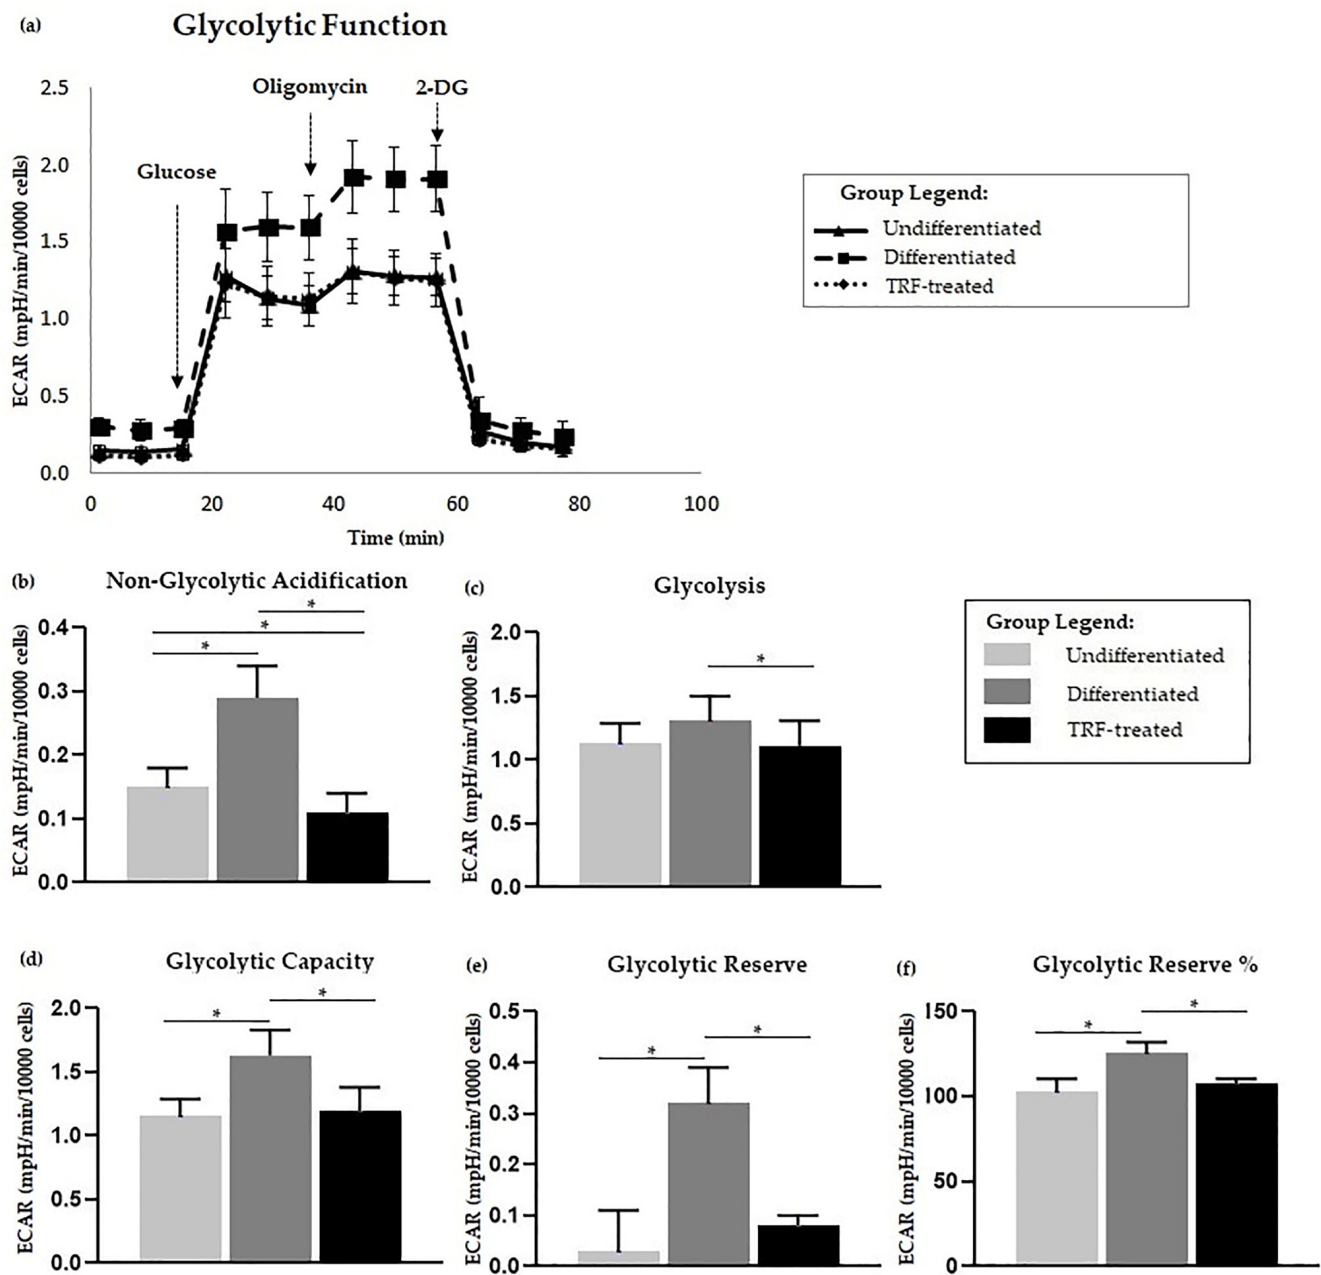 (a)
Glycolytic Function
Oligomycin
2-DG
Glucose
2.5
2.0
1.5
1.0
0.5
0.0
ECAR (mpH/min/10000 cells)
0 20 40 60 80 100
Time (min)
Group Legend:
Undifferentiated
Differentiated
TRF-treated
(b)
Non-Glycolytic Acidification
*
*
*
0.4
0.3
0.2
0.1
0.0
ECAR (mpH/min/10000 cells)
(c)
Glycolysis
*
2.0
1.5
1.0
0.5
0.0
ECAR (mpH/min/10000 cells)
Group Legend:
Undifferentiated
Differentiated
TRF-treated
(d)
Glycolytic Capacity
*
*
2.0
1.5
1.0
0.5
0.0
ECAR (mpH/min/10000 cells)
(e)
Glycolytic Reserve
*
*
0.5
0.4
0.3
0.2
0.1
0.0
ECAR (mpH/min/10000 cells)
(f)
Glycolytic Reserve %
*
*
150
100
50
0
ECAR (mpH/min/10000 cells)